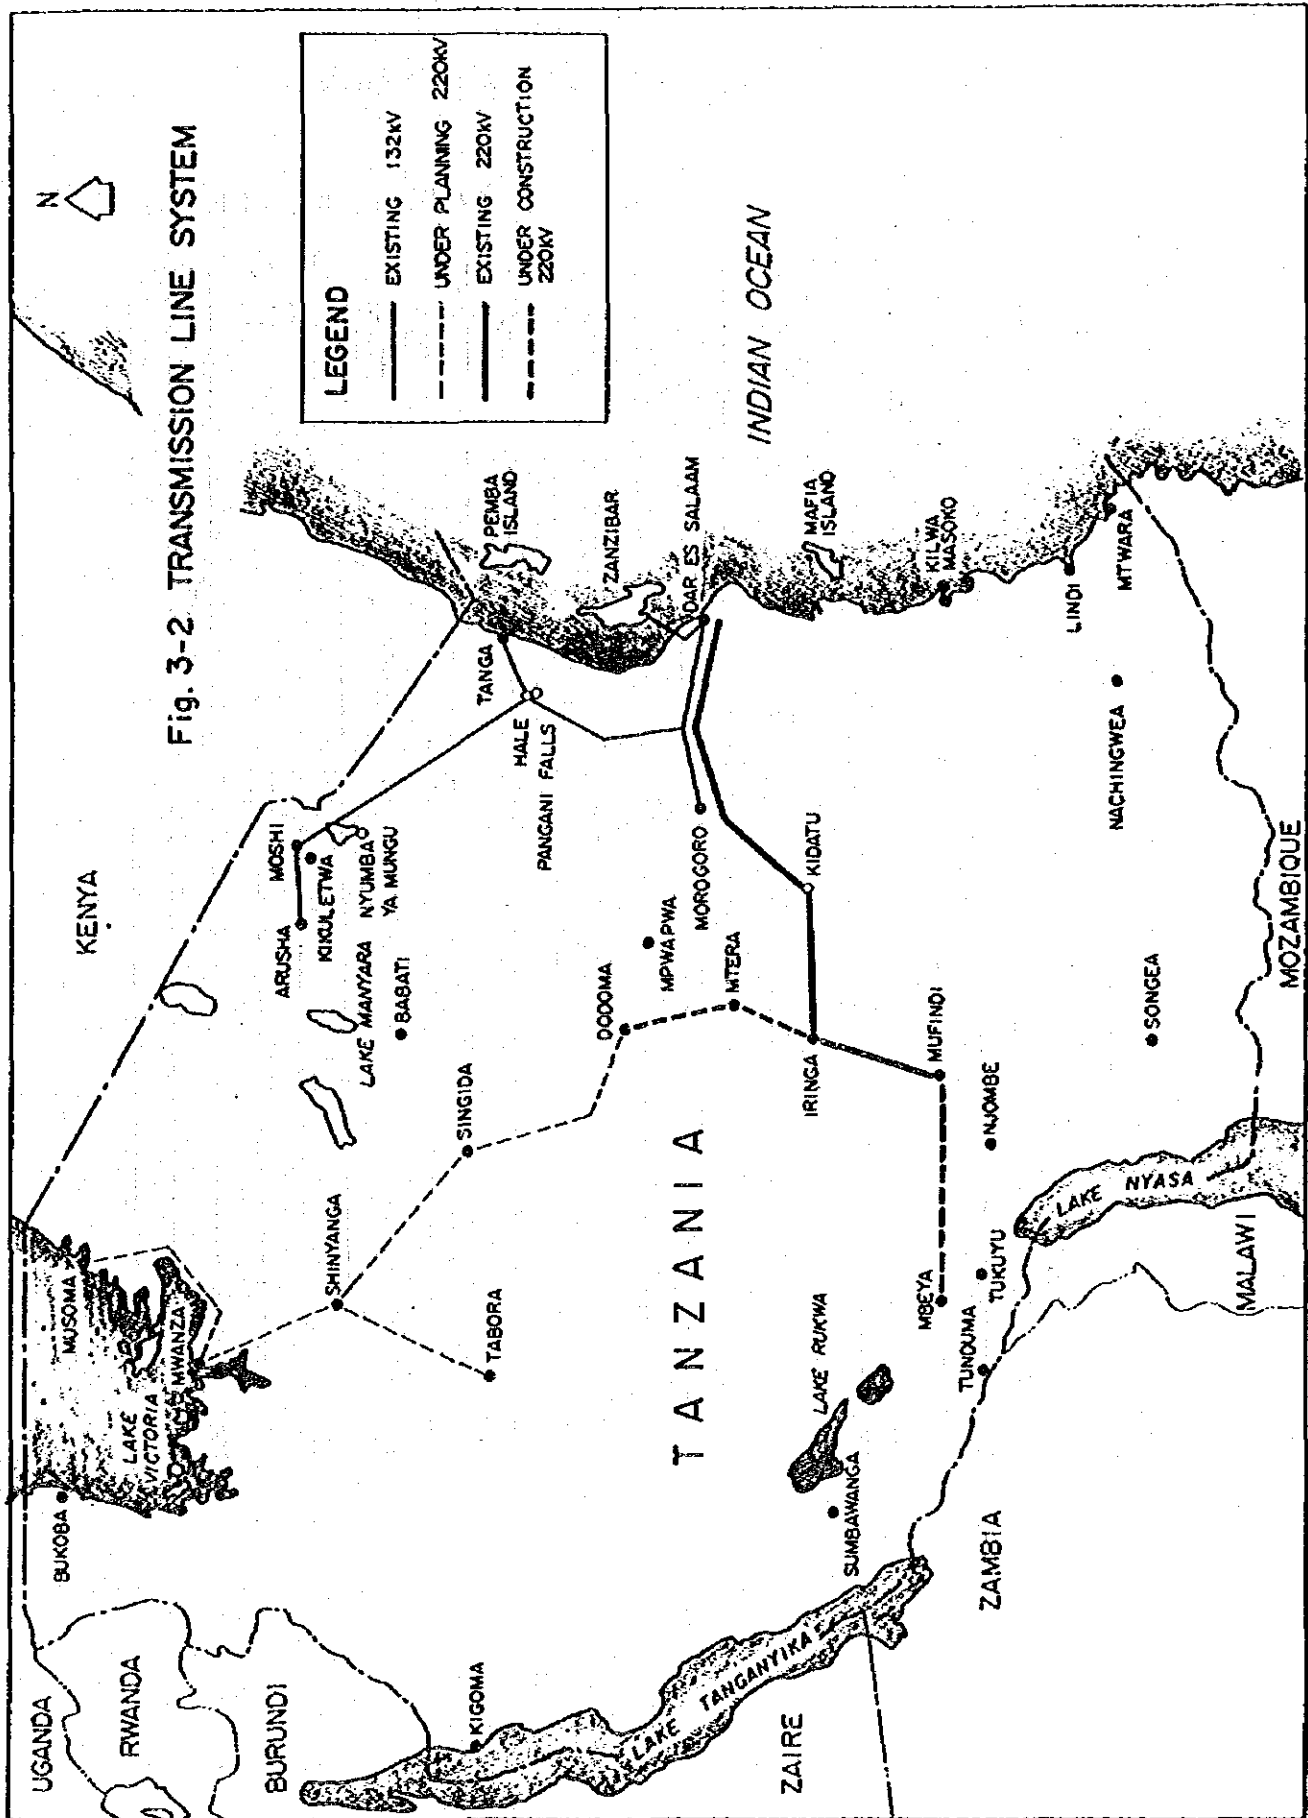 Fig. 3-2 TRANSMISSION LINE SYSTEM
N
LEGEND
EXISTING 132kV
UNDER PLANNING 220kV
EXISTING 220kV
UNDER CONSTRUCTION
220kV
UGANDA
RWANDA
BURUNDI
ZAIRE
ZAMBIA
MALAWI
MOZAMBIQUE
KENYA
TANZANIA
INDIAN OCEAN
BUKOBA
LAKE
VICTORIA
MUSOMA
MWANZA
SHINYANGA
TABORA
SINGIDA
KIGOMA
LAKE TANGANYIKA
ARUSHA
MOSHI
KIKULETWA
LAKE MANYARA
NYUMBA
YA MUNGU
BABATI
TANGA
HALE
PANGANI FALLS
PEMBA
ISLAND
ZANZIBAR
DAR ES SALAAM
MAFIA
ISLAND
KILWA
MASOKO
LINDI
MTWARA
NACHINGWEA
MOROGORO
KIDATU
MPWAPWA
DODOMA
MTERA
IRINGA
MUFINDI
NJOMBE
SONGEA
MBEYA
TUKUYU
TUNDUMA
LAKE RUKWA
SUMBAWANGA
LAKE NYASA